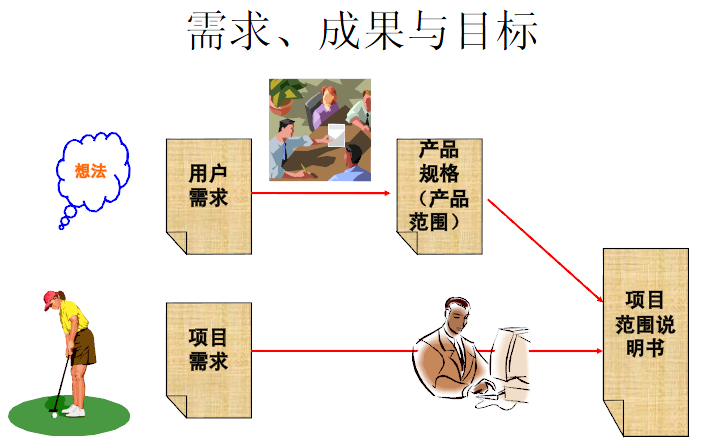 需求、成果与目标
想法
用户
需求
产品
规格
（产品
范围）
项目
需求
项目
范围说
明书